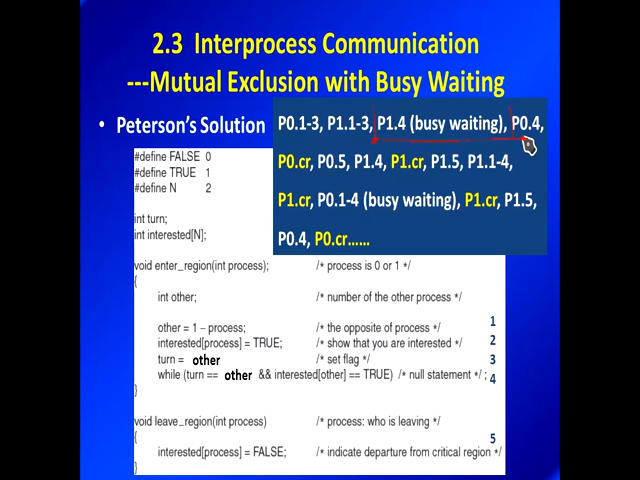 2.3 Interprocess Communication
---Mutual Exclusion with Busy Waiting
• Peterson's Solution
P0.1-3, P1.1-3, P1.4 (busy waiting), P0.4,
P0.cr, P0.5, P1.4, P1.cr, P1.5, P1.1-4,
P1.cr, P0.1-4 (busy waiting), P1.cr, P1.5,
P0.4, P0.cr……
#define FALSE 0
#define TRUE 1
#define N 2
int turn;
int interested[N];
void enter_region(int process); /* process is 0 or 1 */
{
int other; /* number of the other process */
other = 1 – process; /* the opposite of process */ 1
interested[process] = TRUE; /* show that you are interested */ 2
turn = other /* set flag */ 3
while (turn == other && interested[other] == TRUE) /* null statement */ ; 4
}
void leave_region(int process) /* process: who is leaving */
{ 5
interested[process] = FALSE; /* indicate departure from critical region */
}